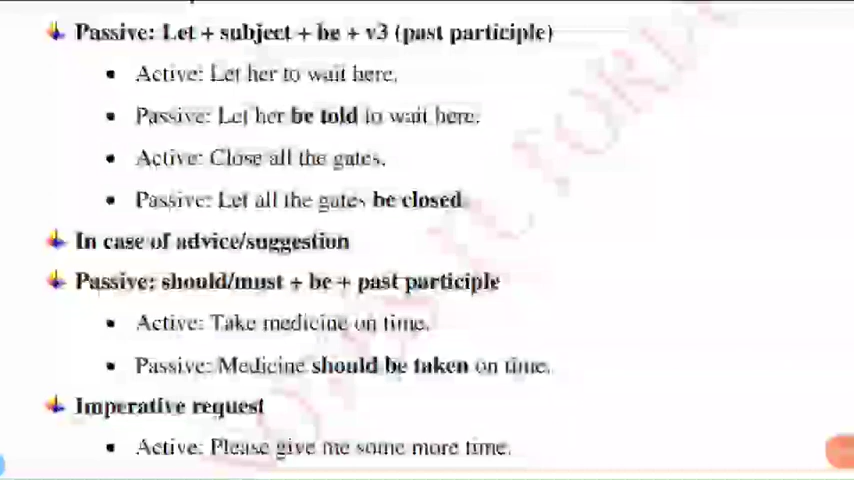 Passive: Let + subject + be + v3 (past participle)
Active: Let her to wait here.
Passive: Let her be told to wait here.
Active: Close all the gates.
Passive: Let all the gates be closed.
In case of advice/suggestion
Passive: should/must + be + past participle
Active: Take medicine on time.
Passive: Medicine should be taken on time.
Imperative request
Active: Please give me some more time.